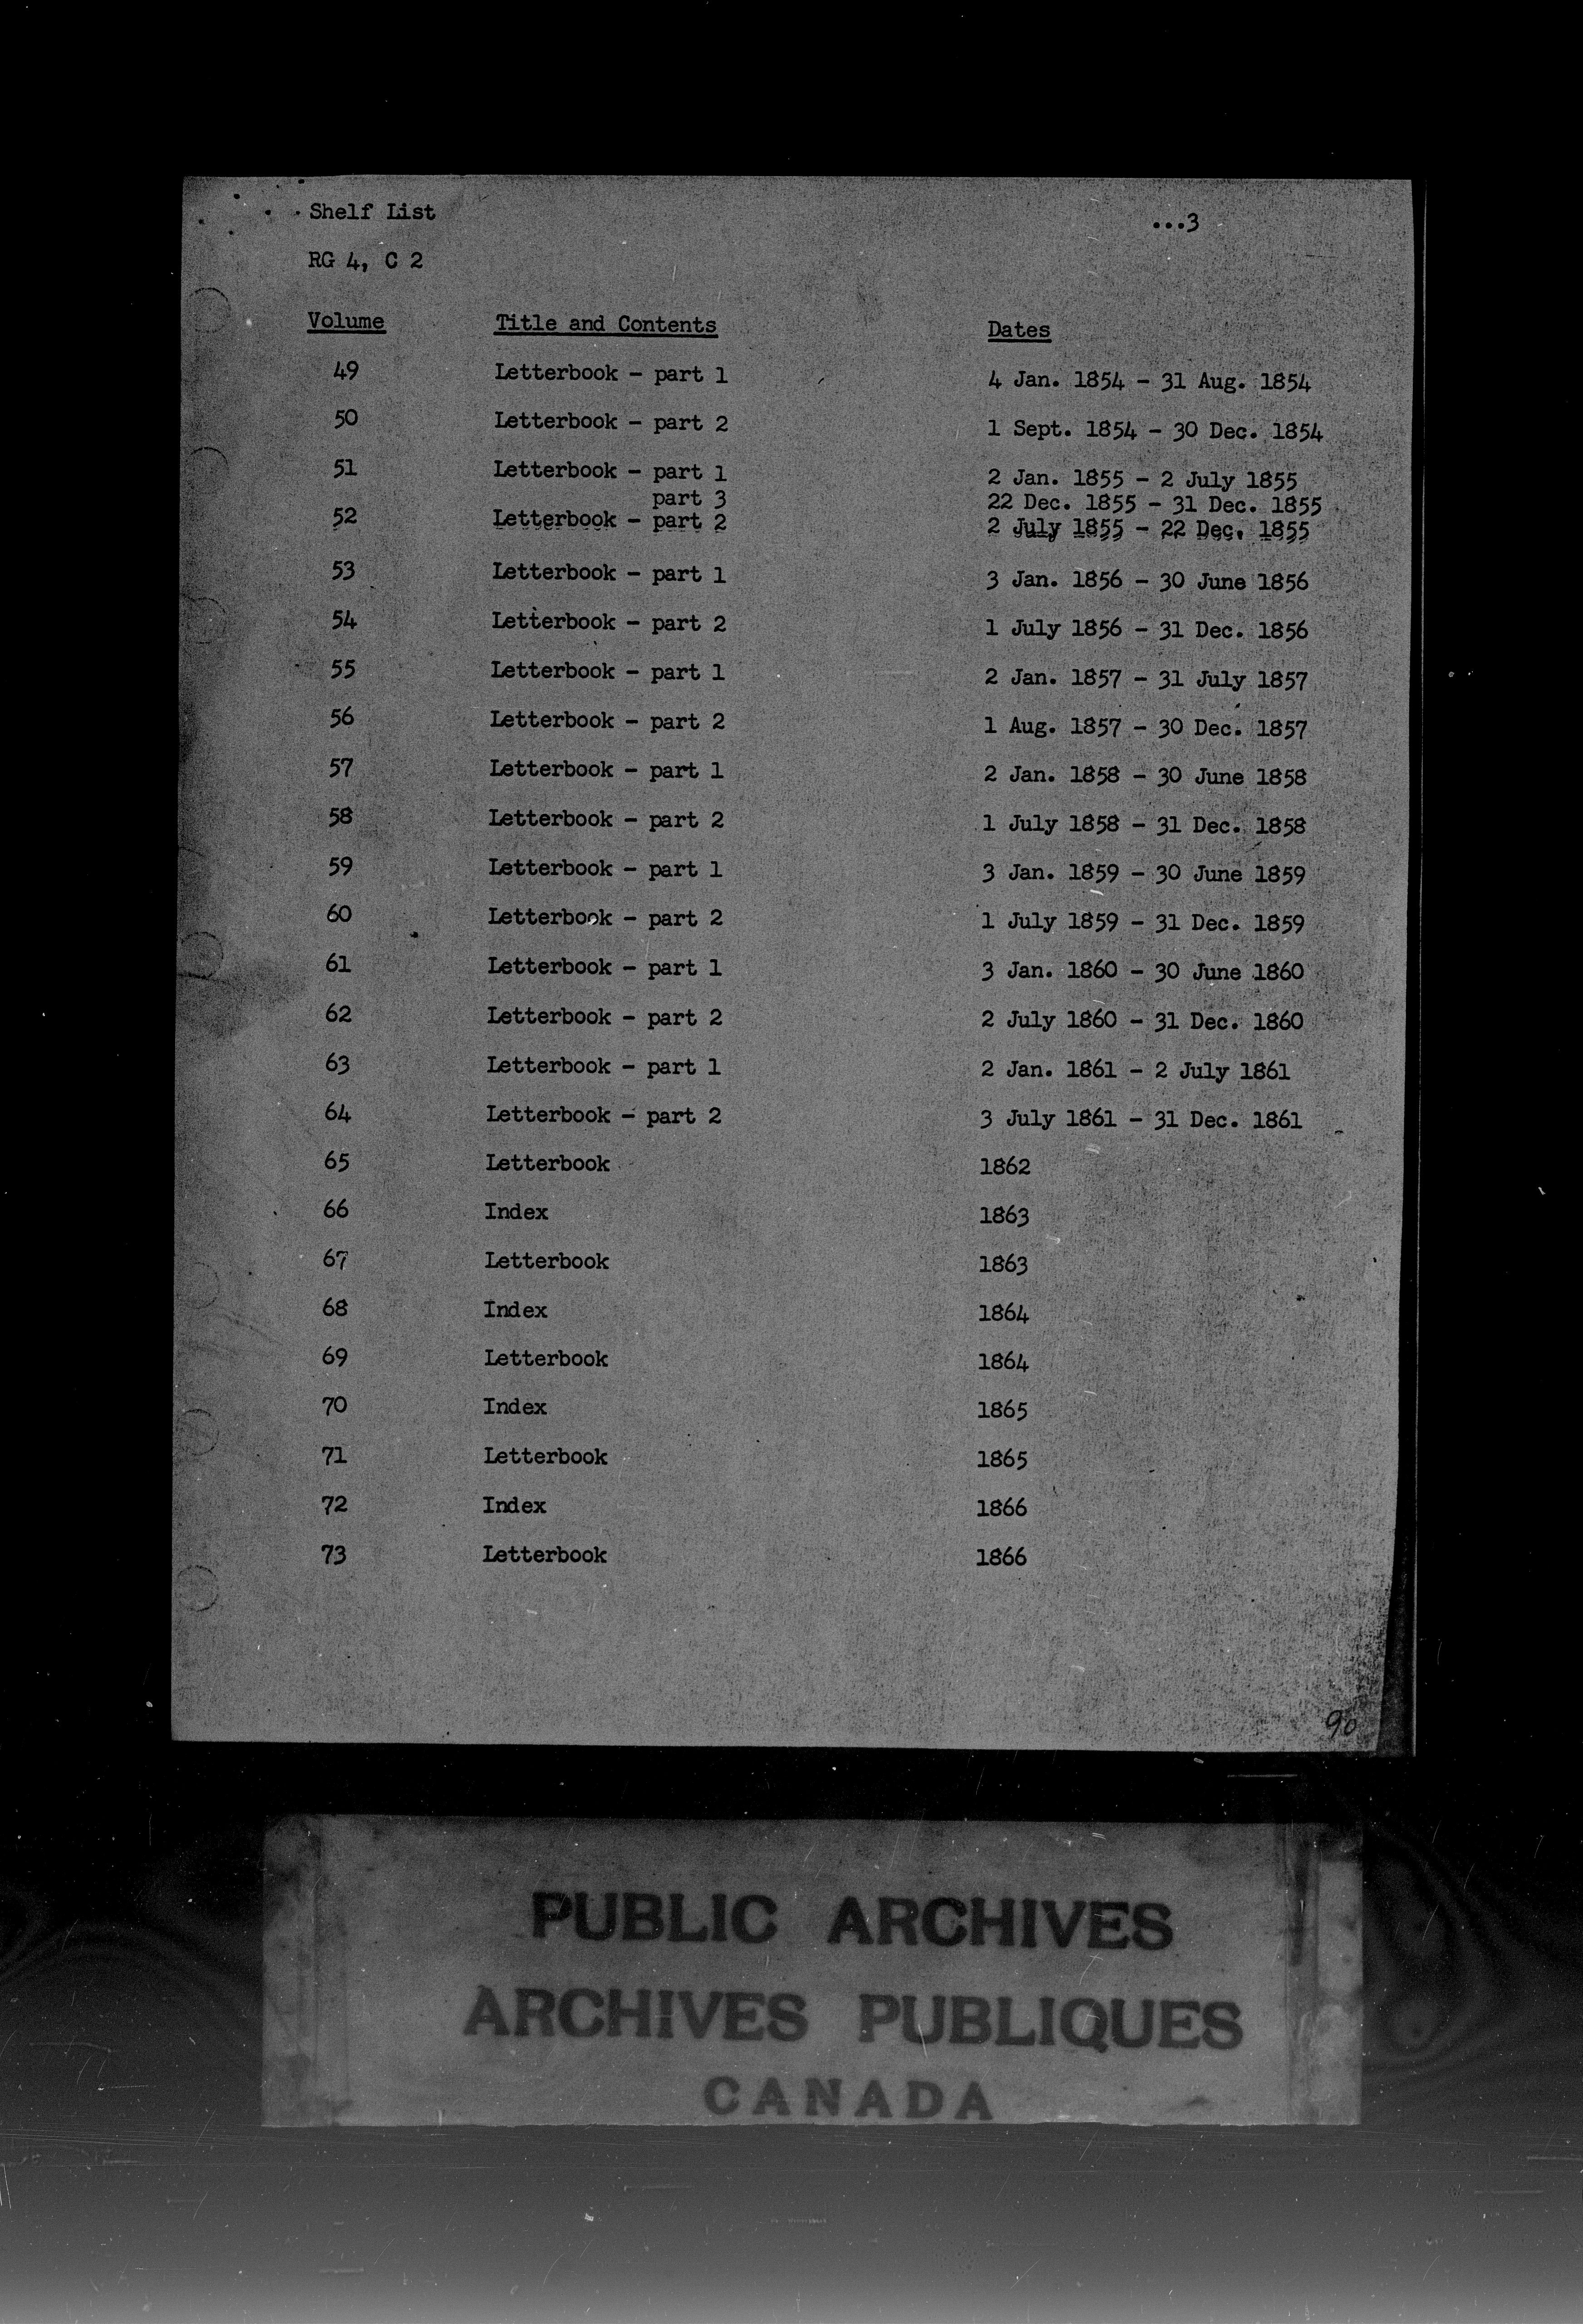 Shelf List
...3
RG 4, C 2
Volume Title and Contents Dates
49 Letterbook - part 1 4 Jan. 1854 - 31 Aug. 1854
50 Letterbook - part 2 1 Sept. 1854 - 30 Dec. 1854
51 Letterbook - part 1 2 Jan. 1855 - 2 July 1855
part 3 22 Dec. 1855 - 31 Dec. 1855
52 Letterbook - part 2 2 July 1855 - 22 Dec. 1855
53 Letterbook - part 1 3 Jan. 1856 - 30 June 1856
54 Letterbook - part 2 1 July 1856 - 31 Dec. 1856
55 Letterbook - part 1 2 Jan. 1857 - 31 July 1857
56 Letterbook - part 2 1 Aug. 1857 - 30 Dec. 1857
57 Letterbook - part 1 2 Jan. 1858 - 30 June 1858
58 Letterbook - part 2 1 July 1858 - 31 Dec. 1858
59 Letterbook - part 1 3 Jan. 1859 - 30 June 1859
60 Letterbook - part 2 1 July 1859 - 31 Dec. 1859
61 Letterbook - part 1 3 Jan. 1860 - 30 June 1860
62 Letterbook - part 2 2 July 1860 - 31 Dec. 1860
63 Letterbook - part 1 2 Jan. 1861 - 2 July 1861
64 Letterbook - part 2 3 July 1861 - 31 Dec. 1861
65 Letterbook 1862
66 Index 1863
67 Letterbook 1863
68 Index 1864
69 Letterbook 1864
70 Index 1865
71 Letterbook 1865
72 Index 1866
73 Letterbook 1866
90
PUBLIC ARCHIVES
ARCHIVES PUBLIQUES
CANADA